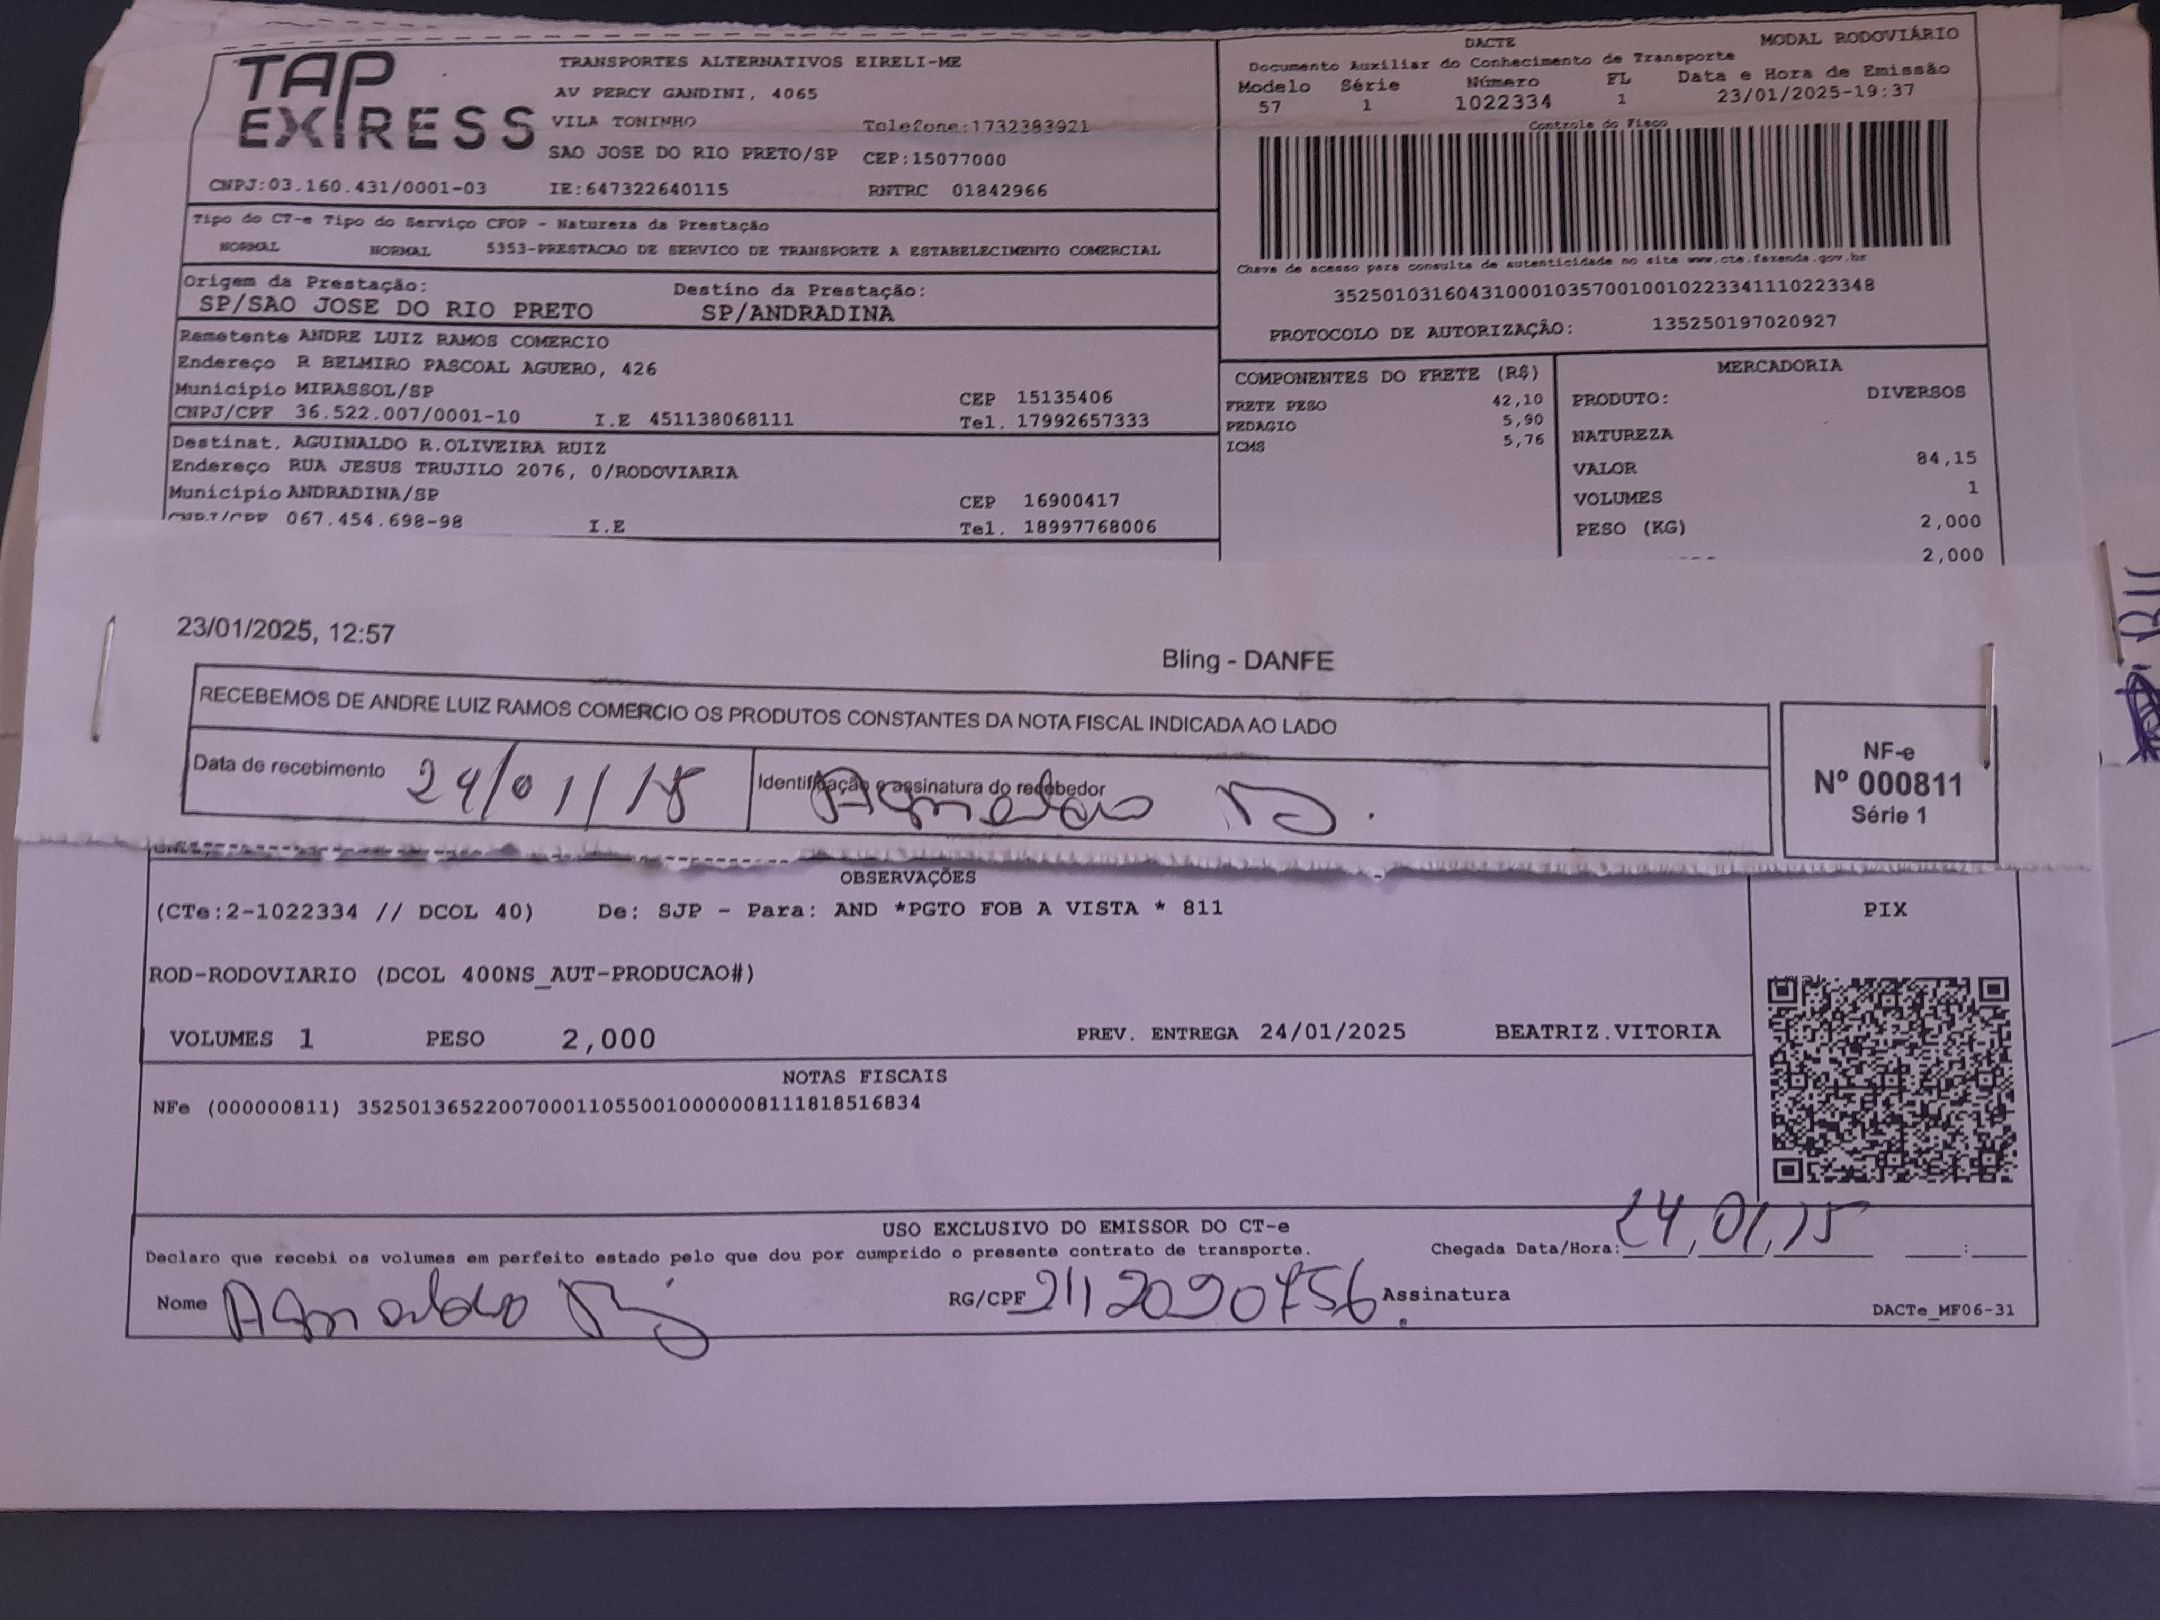 TAP EXPRESS
TRANSPORTES ALTERNATIVOS EIRELI-ME
AV PERCY GANDINI, 4065
VILA TONINHO Telefone:1732383921
SAO JOSE DO RIO PRETO/SP CEP:15077000
CNPJ:03.160.431/0001-03 IE:647322640115 RNTRC 01842966
DACTE MODAL RODOVIÁRIO
Documento Auxiliar do Conhecimento de Transporte
Modelo Série Número FL Data e Hora de Emissão
57 1 1022334 1 23/01/2025-19:37
Controle do Fisco
Chave de acesso para consulta de autenticidade no site www.cte.fazenda.gov.br
35250103160431000103570010010223341110223348
PROTOCOLO DE AUTORIZAÇÃO: 135250197020927
Tipo do CT-e Tipo do Serviço CFOP - Natureza da Prestação
NORMAL NORMAL 5353-PRESTACAO DE SERVICO DE TRANSPORTE A ESTABELECIMENTO COMERCIAL
Origem da Prestação: Destino da Prestação:
SP/SAO JOSE DO RIO PRETO SP/ANDRADINA
Remetente ANDRE LUIZ RAMOS COMERCIO
Endereço R BELMIRO PASCOAL AGUERO, 426
Município MIRASSOL/SP CEP 15135406
CNPJ/CPF 36.522.007/0001-10 I.E 451138068111 Tel. 17992657333
Destinat. AGUINALDO R.OLIVEIRA RUIZ
Endereço RUA JESUS TRUJILO 2076, 0/RODOVIARIA
Município ANDRADINA/SP CEP 16900417
CNPJ/CPF 067.454.698-98 I.E Tel. 18997768006
COMPONENTES DO FRETE (R$)
FRETE PESO 42,10
PEDAGIO 5,90
ICMS 5,76
MERCADORIA
PRODUTO: DIVERSOS
NATUREZA
VALOR 84,15
VOLUMES 1
PESO (KG) 2,000
2,000
23/01/2025, 12:57
Bling - DANFE
RECEBEMOS DE ANDRE LUIZ RAMOS COMERCIO OS PRODUTOS CONSTANTES DA NOTA FISCAL INDICADA AO LADO
Data de recebimento 24/01/25 Identificação e assinatura do recebedor Agnaldo
NF-e
Nº 000811
Série 1
OBSERVAÇÕES
(CTe:2-1022334 // DCOL 40) De: SJP - Para: AND *PGTO FOB A VISTA * 811
ROD-RODOVIARIO (DCOL 400NS_AUT-PRODUCAO#)
VOLUMES 1 PESO 2,000 PREV. ENTREGA 24/01/2025 BEATRIZ.VITORIA
PIX
NOTAS FISCAIS
NFe (000000811) 35250136522007000110550010000008111818516834
USO EXCLUSIVO DO EMISSOR DO CT-e
Declaro que recebi os volumes em perfeito estado pelo que dou por cumprido o presente contrato de transporte. Chegada Data/Hora: 24/01/25
Nome Agnaldo RG/CPF Assinatura
DACTe_MF06-31